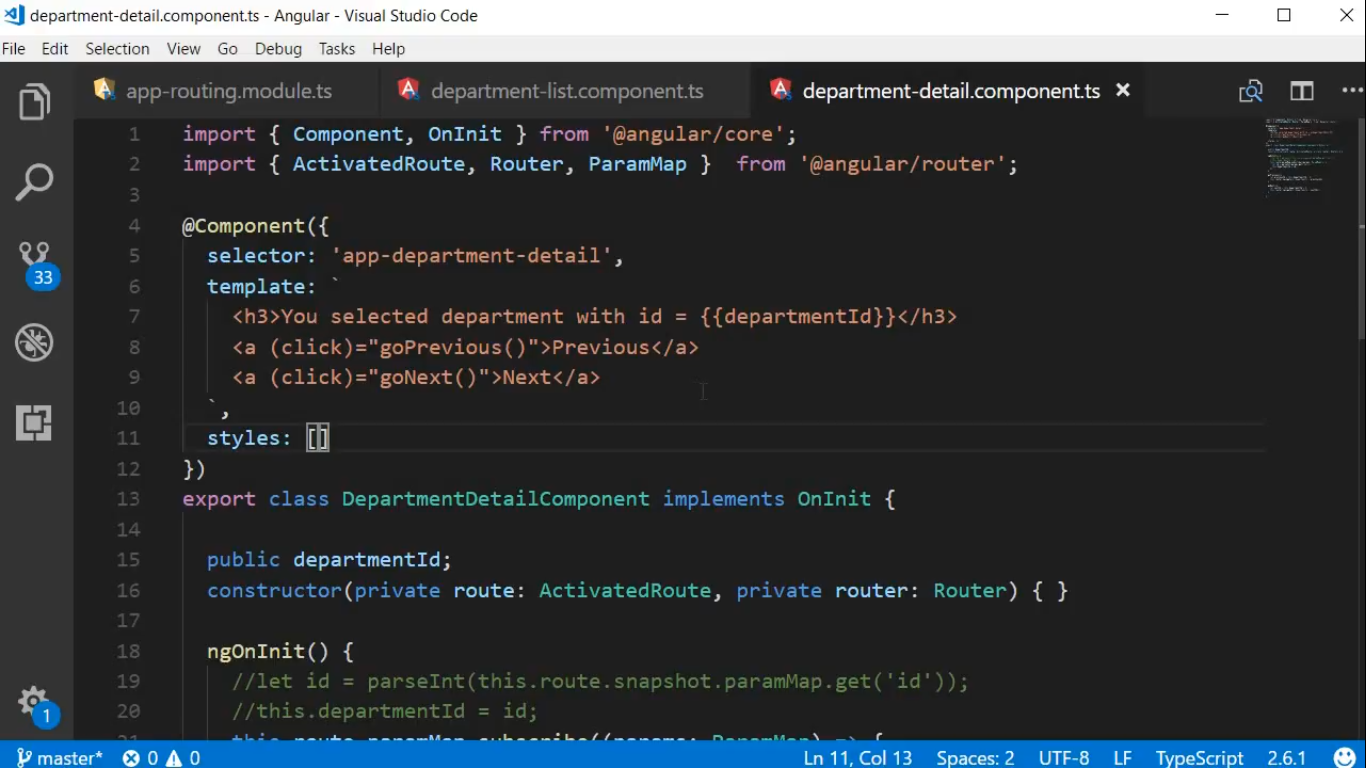 department-detail.component.ts - Angular - Visual Studio Code
File Edit Selection View Go Debug Tasks Help
app-routing.module.ts department-list.component.ts department-detail.component.ts
1 import { Component, OnInit } from '@angular/core';
2 import { ActivatedRoute, Router, ParamMap }  from '@angular/router';
3
4 @Component({
5   selector: 'app-department-detail',
6   template: `
7     <h3>You selected department with id = {{departmentId}}</h3>
8     <a (click)="goPrevious()">Previous</a>
9     <a (click)="goNext()">Next</a>
10   `,
11   styles: []
12 })
13 export class DepartmentDetailComponent implements OnInit {
14
15   public departmentId;
16   constructor(private route: ActivatedRoute, private router: Router) { }
17
18   ngOnInit() {
19     //let id = parseInt(this.route.snapshot.paramMap.get('id'));
20     //this.departmentId = id;
21     this.route.paramMap.subscribe((params: ParamMap) => {
33
1
master* 0 0 Ln 11, Col 13 Spaces: 2 UTF-8 LF TypeScript 2.6.1